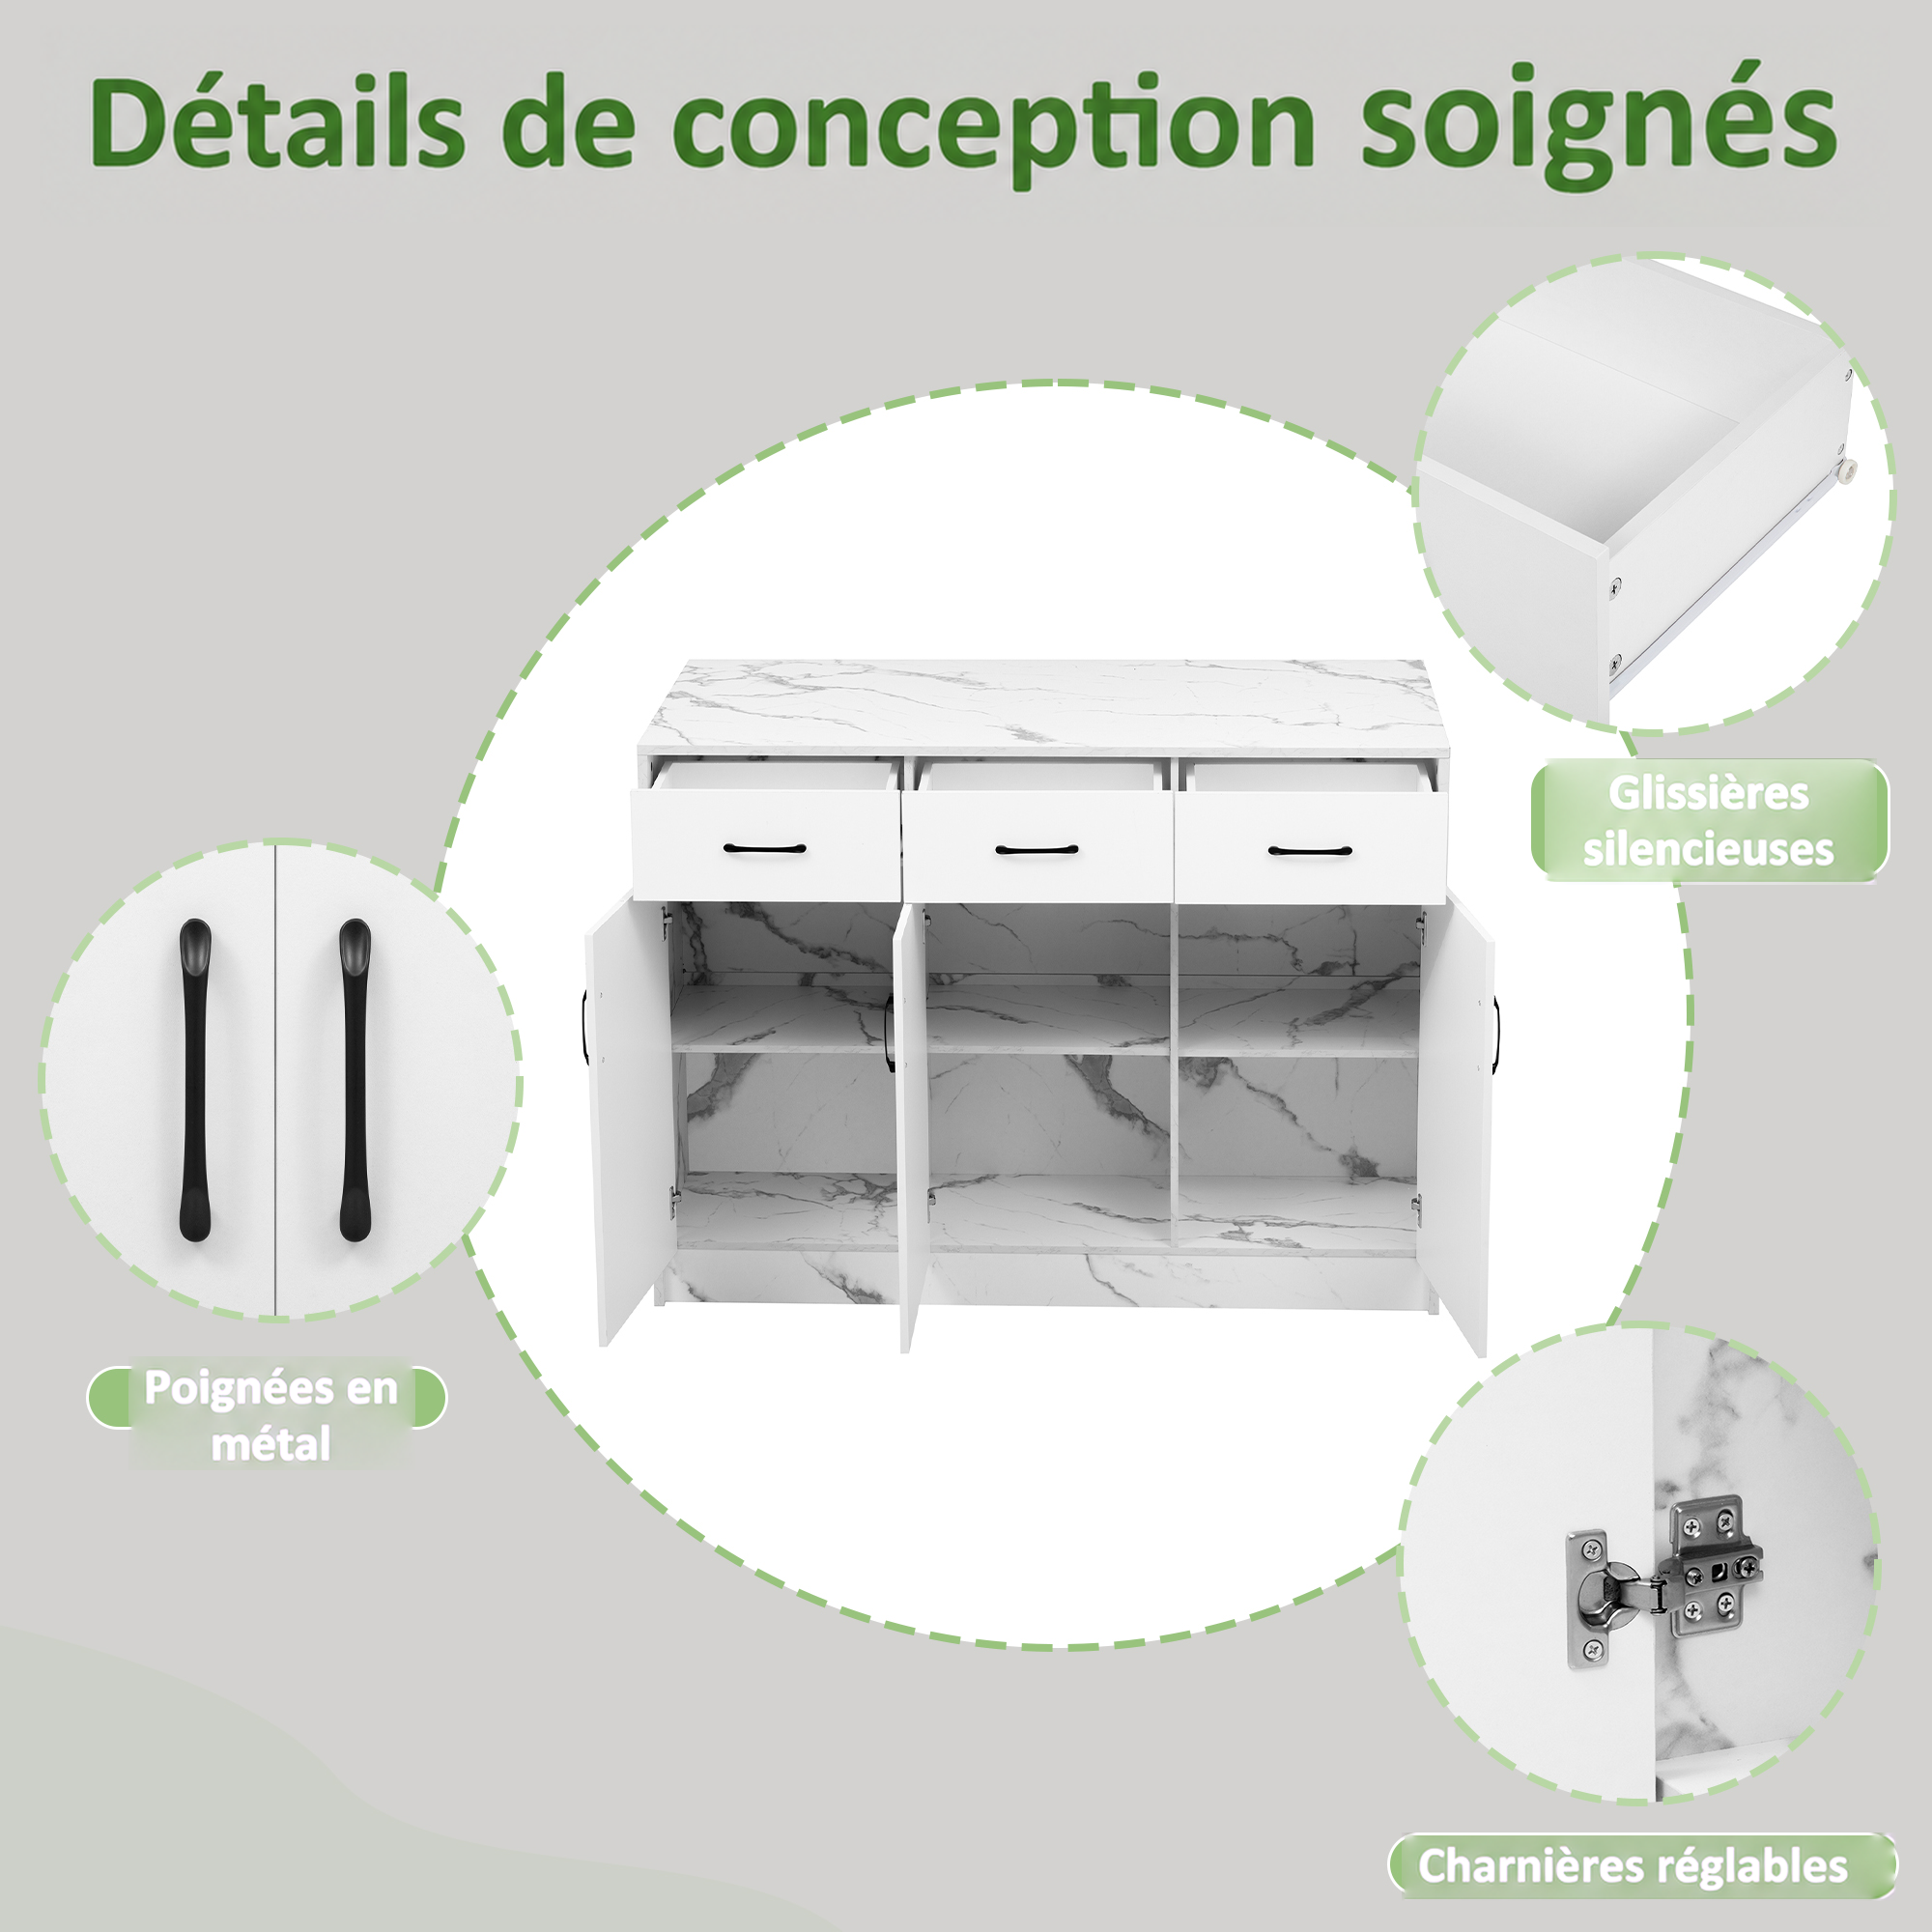 Détails de conception soignés
Glissières
silencieuses
Poignées en
métal
Charnières réglables